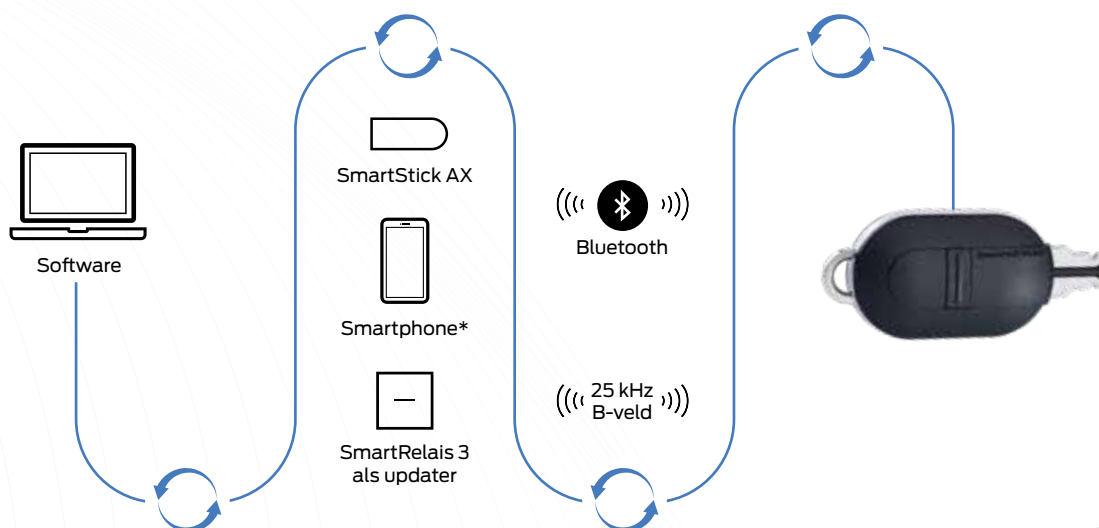 Software
SmartStick AX
Smartphone*
SmartRelais 3
als updater
Bluetooth
25 kHz
B-veld